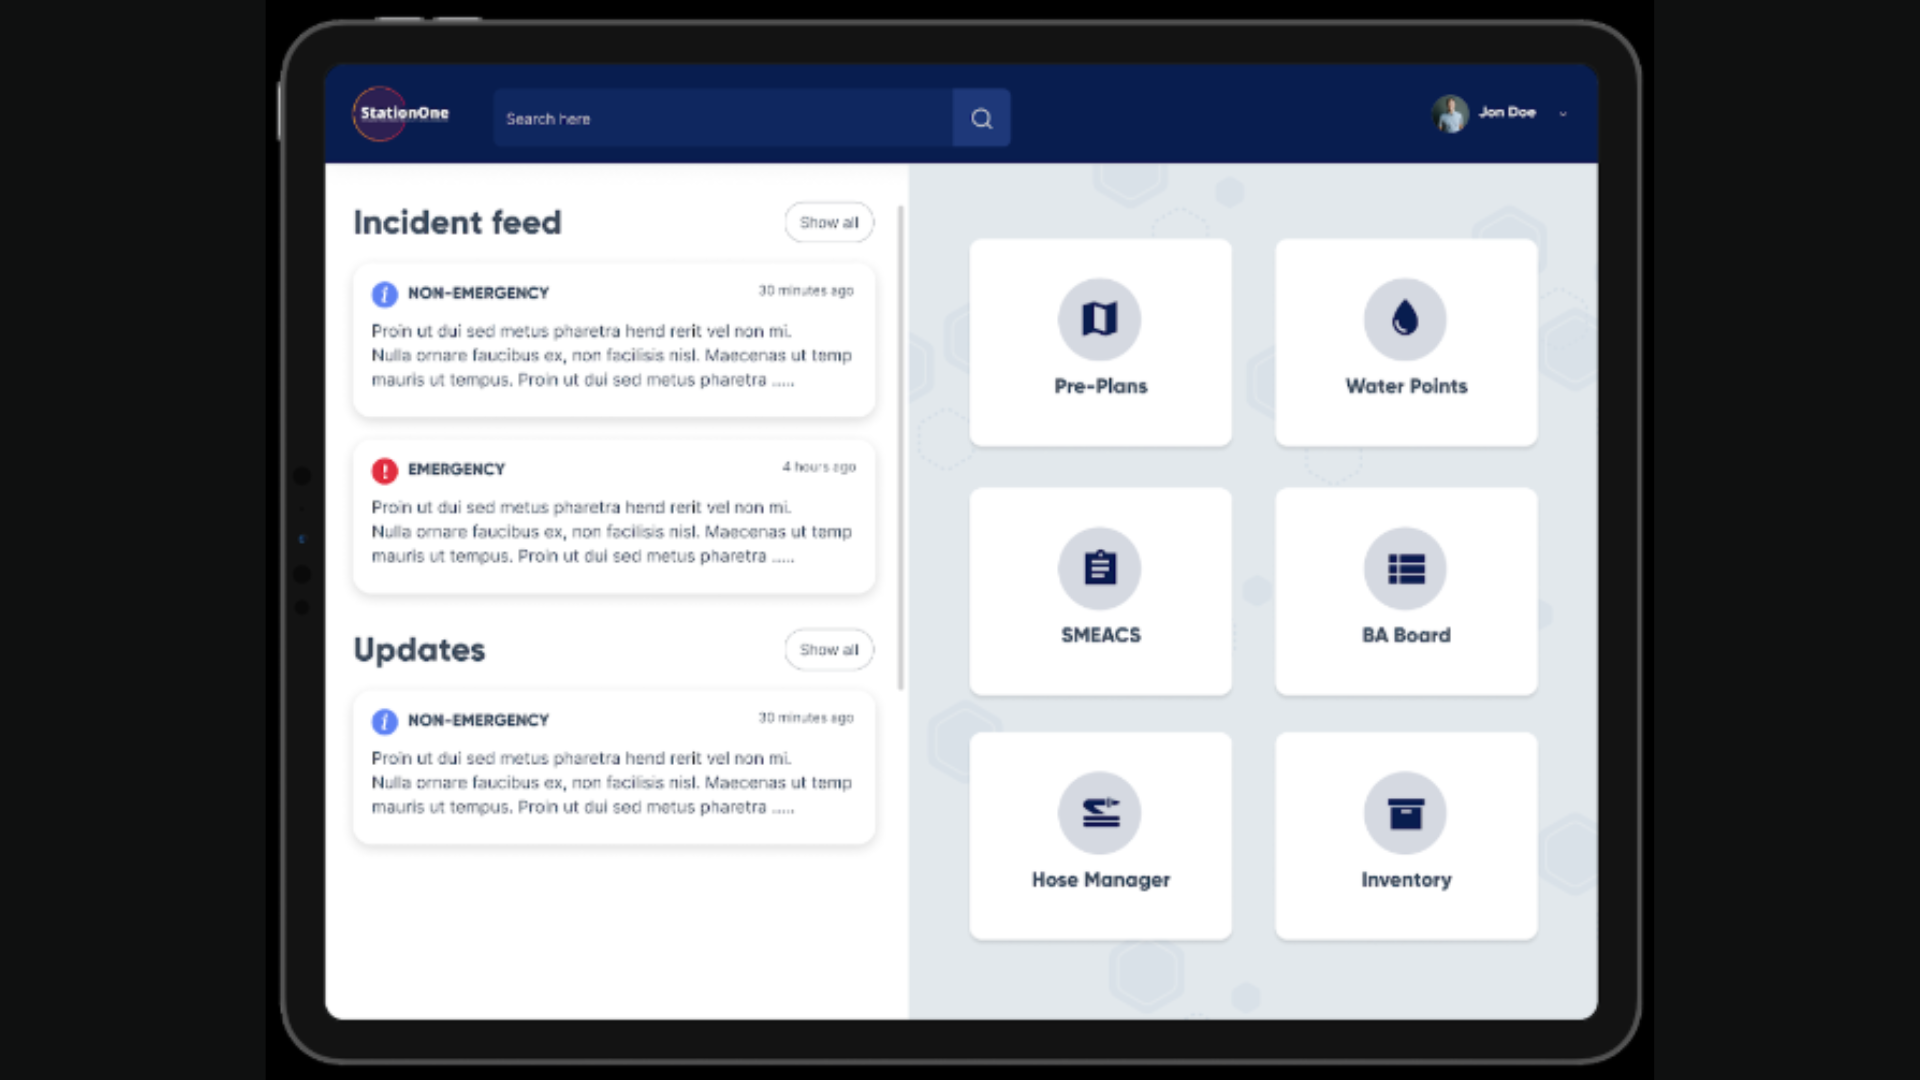 StationOne
Search here
Jon Doe
Incident feed
Show all
NON-EMERGENCY
30 minutes ago
Proin ut dui sed metus pharetra hend rerit vel non mi.
Nulla ornare faucibus ex, non facilisis nisl. Maecenas ut temp
mauris ut tempus. Proin ut dui sed metus pharetra .....
EMERGENCY
4 hours ago
Proin ut dui sed metus pharetra hend rerit vel non mi.
Nulla ornare faucibus ex, non facilisis nisl. Maecenas ut temp
mauris ut tempus. Proin ut dui sed metus pharetra .....
Updates
Show all
NON-EMERGENCY
30 minutes ago
Proin ut dui sed metus pharetra hend rerit vel non mi.
Nulla ornare faucibus ex, non facilisis nisl. Maecenas ut temp
mauris ut tempus. Proin ut dui sed metus pharetra .....
Pre-Plans
Water Points
SMEACS
BA Board
Hose Manager
Inventory